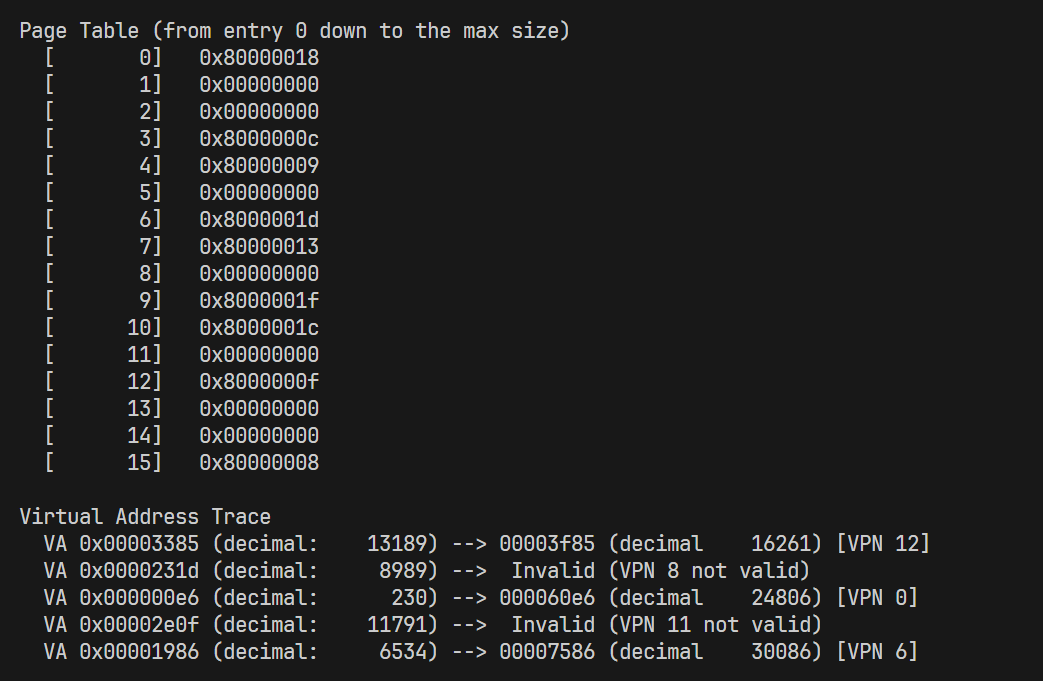 Page Table (from entry 0 down to the max size)
  [       0]   0x80000018
  [       1]   0x00000000
  [       2]   0x00000000
  [       3]   0x8000000c
  [       4]   0x80000009
  [       5]   0x00000000
  [       6]   0x8000001d
  [       7]   0x80000013
  [       8]   0x00000000
  [       9]   0x8000001f
  [      10]   0x8000001c
  [      11]   0x00000000
  [      12]   0x8000000f
  [      13]   0x00000000
  [      14]   0x00000000
  [      15]   0x80000008

Virtual Address Trace
  VA 0x00003385 (decimal:    13189) --> 00003f85 (decimal    16261) [VPN 12]
  VA 0x0000231d (decimal:     8989) -->  Invalid (VPN 8 not valid)
  VA 0x000000e6 (decimal:      230) --> 000060e6 (decimal    24806) [VPN 0]
  VA 0x00002e0f (decimal:    11791) -->  Invalid (VPN 11 not valid)
  VA 0x00001986 (decimal:     6534) --> 00007586 (decimal    30086) [VPN 6]